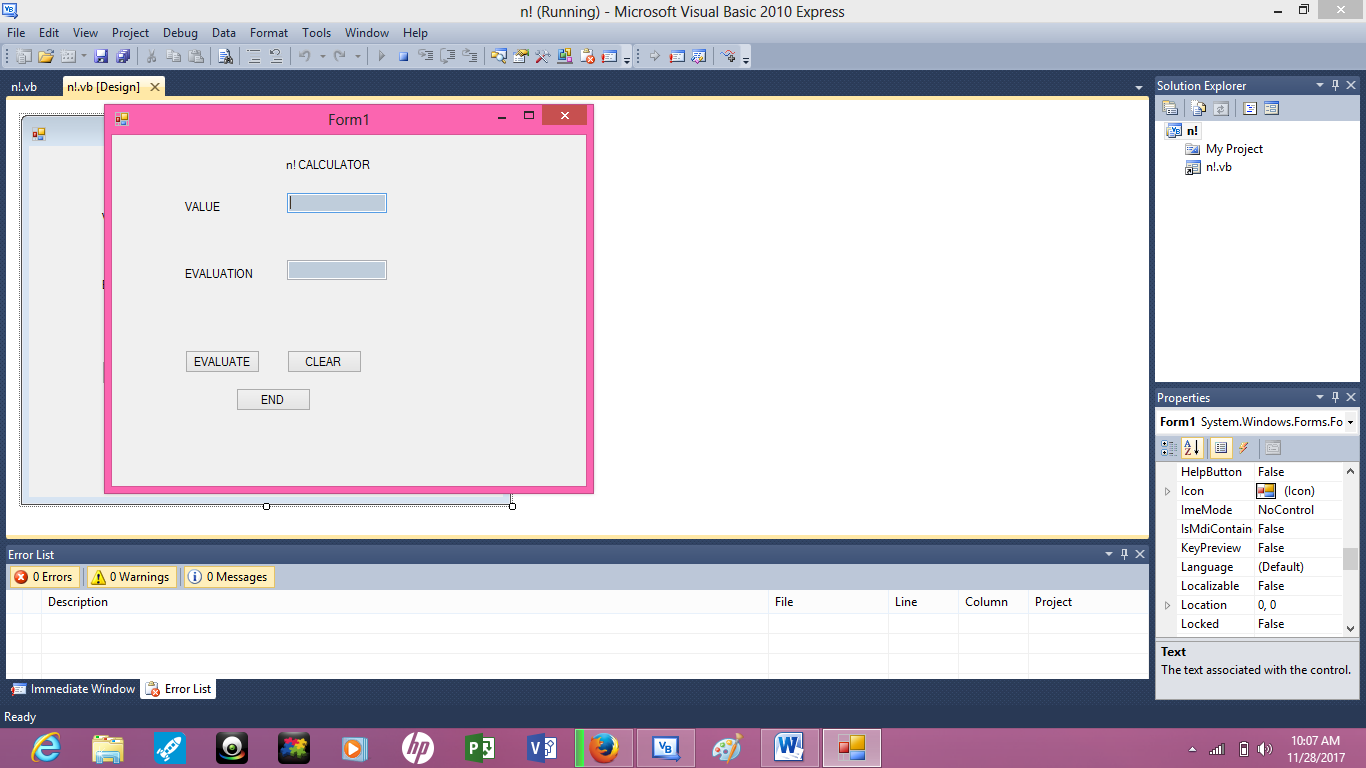 n! (Running) - Microsoft Visual Basic 2010 Express
File Edit View Project Debug Data Format Tools Window Help
n!.vb n!.vb [Design]
Form1
n! CALCULATOR
VALUE
EVALUATION
EVALUATE CLEAR
END
Solution Explorer
n!
My Project
n!.vb
Properties
Form1 System.Windows.Forms.Fo
HelpButton False
Icon (Icon)
ImeMode NoControl
IsMdiContain False
KeyPreview False
Language (Default)
Localizable False
Location 0, 0
Locked False
Text
The text associated with the control.
Error List
0 Errors 0 Warnings 0 Messages
Description File Line Column Project
Immediate Window Error List
Ready
10:07 AM
11/28/2017